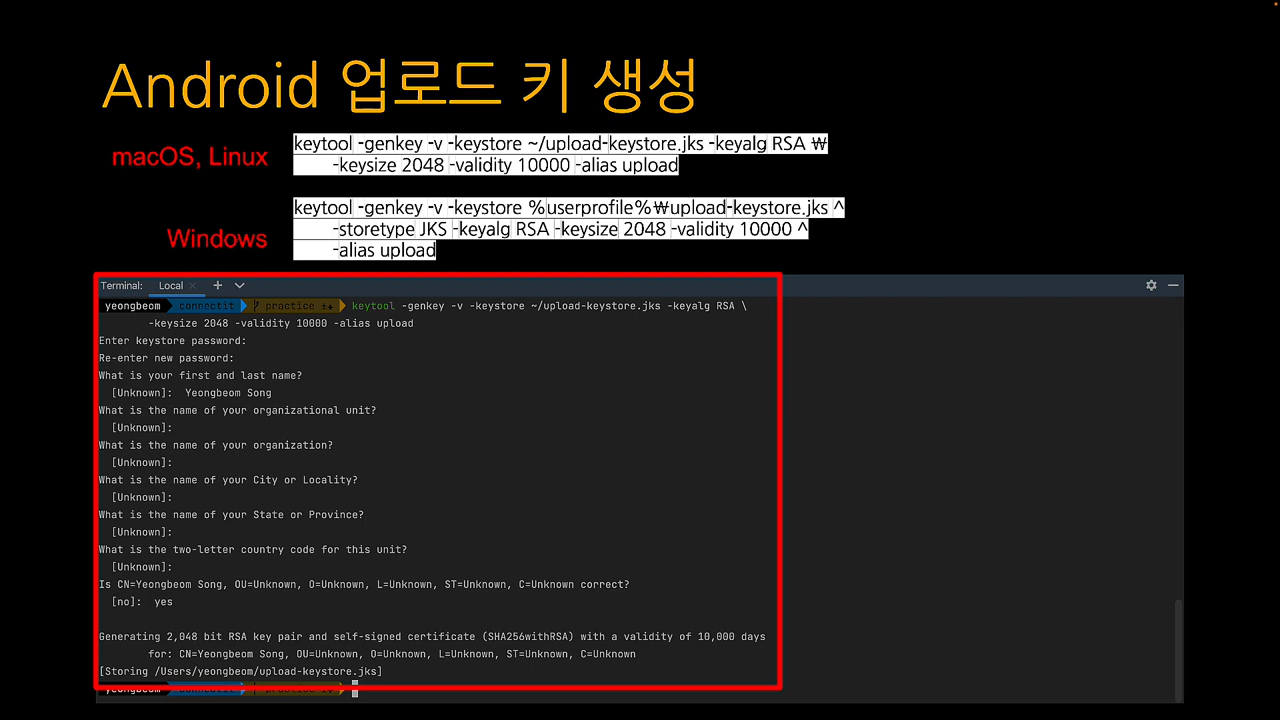 Android 업로드 키 생성
macOS, Linux
keytool -genkey -v -keystore ~/upload-keystore.jks -keyalg RSA ₩
-keysize 2048 -validity 10000 -alias upload
Windows
keytool -genkey -v -keystore %userprofile%₩upload-keystore.jks ^
-storetype JKS -keyalg RSA -keysize 2048 -validity 10000 ^
-alias upload
Terminal: Local × + ∨
yeongbeom connectit practice ±+ keytool -genkey -v -keystore ~/upload-keystore.jks -keyalg RSA \
-keysize 2048 -validity 10000 -alias upload
Enter keystore password:
Re-enter new password:
What is your first and last name?
[Unknown]: Yeongbeom Song
What is the name of your organizational unit?
[Unknown]:
What is the name of your organization?
[Unknown]:
What is the name of your City or Locality?
[Unknown]:
What is the name of your State or Province?
[Unknown]:
What is the two-letter country code for this unit?
[Unknown]:
Is CN=Yeongbeom Song, OU=Unknown, O=Unknown, L=Unknown, ST=Unknown, C=Unknown correct?
[no]: yes
Generating 2,048 bit RSA key pair and self-signed certificate (SHA256withRSA) with a validity of 10,000 days
for: CN=Yeongbeom Song, OU=Unknown, O=Unknown, L=Unknown, ST=Unknown, C=Unknown
[Storing /Users/yeongbeom/upload-keystore.jks]
yeongbeom connectit practice